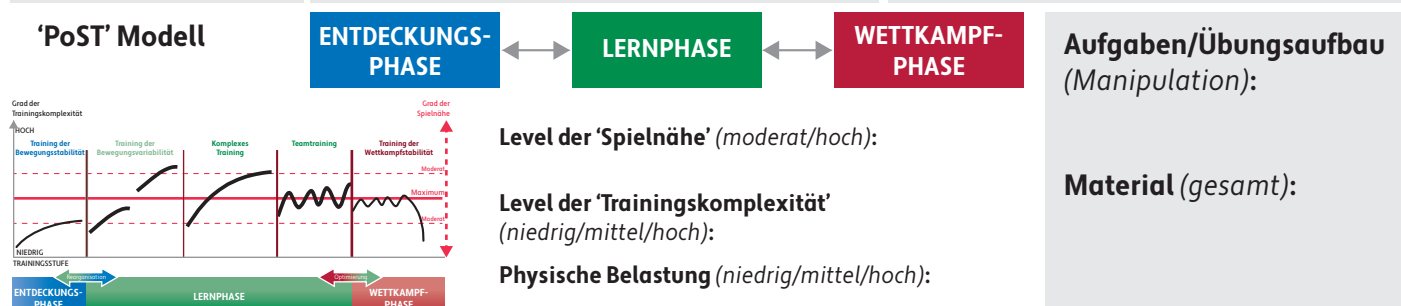 'PoST' Modell
ENTDECKUNGS-
PHASE
LERNPHASE
WETTKAMPF-
PHASE
Grad der
Trainingskomplexität
HOCH
Grad der
Spielnähe
Training der
Bewegungsstabilität
Training der
Bewegungsvariabilität
Komplexes
Training
Teamtraining
Training der
Wettkampfstabilität
Moderat
Maximum
Moderat
NIEDRIG
TRAININGSSTUFE
Reorganisation
Optimierung
ENTDECKUNGS-
PHASE
LERNPHASE
WETTKAMPF-
PHASE
Level der 'Spielnähe' (moderat/hoch):
Level der 'Trainingskomplexität'
(niedrig/mittel/hoch):
Physische Belastung (niedrig/mittel/hoch):
Aufgaben/Übungsaufbau
(Manipulation):
Material (gesamt):